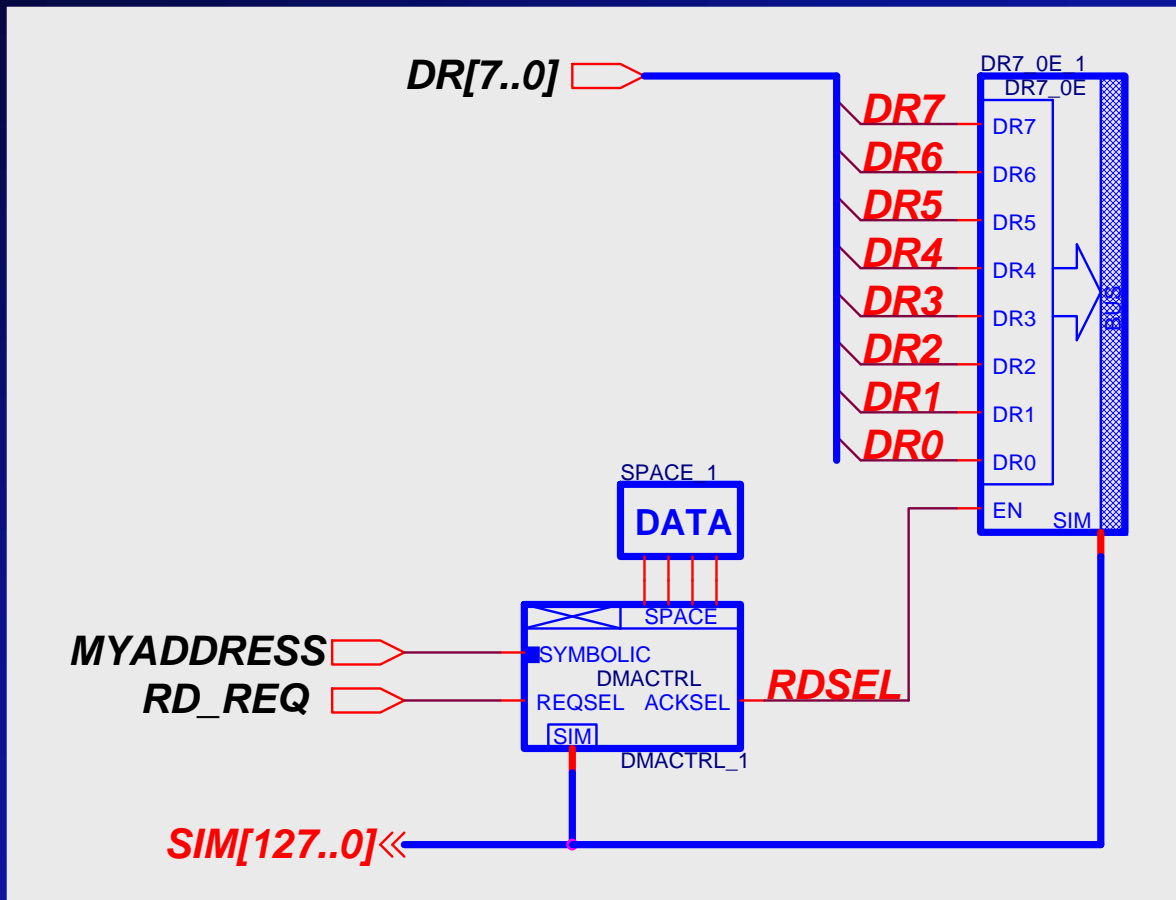 DR[7..0]
DR7_0E_1
DR7_0E
DR7
DR7
DR6
DR6
DR5
DR5
DR4
DR4
DR3
DR3
BUS
DR2
DR2
DR1
DR1
DR0
DR0
SPACE_1
DATA
EN
SIM
SPACE
MYADDRESS
SYMBOLIC
DMACTRL
RDSEL
RD_REQ
REQSEL ACKSEL
SIM
DMACTRL_1
SIM[127..0]